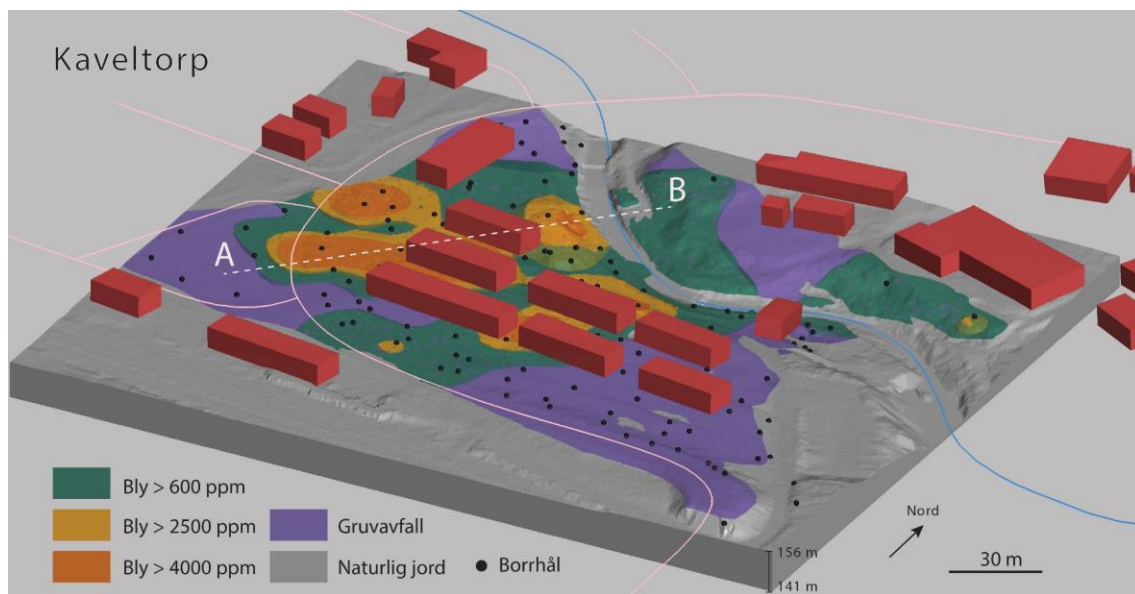 Kaveltorp
A
B
Bly > 600 ppm
Bly > 2500 ppm
Bly > 4000 ppm
Gruvavfall
Naturlig jord
Borrhål
Nord
156 m
141 m
30 m